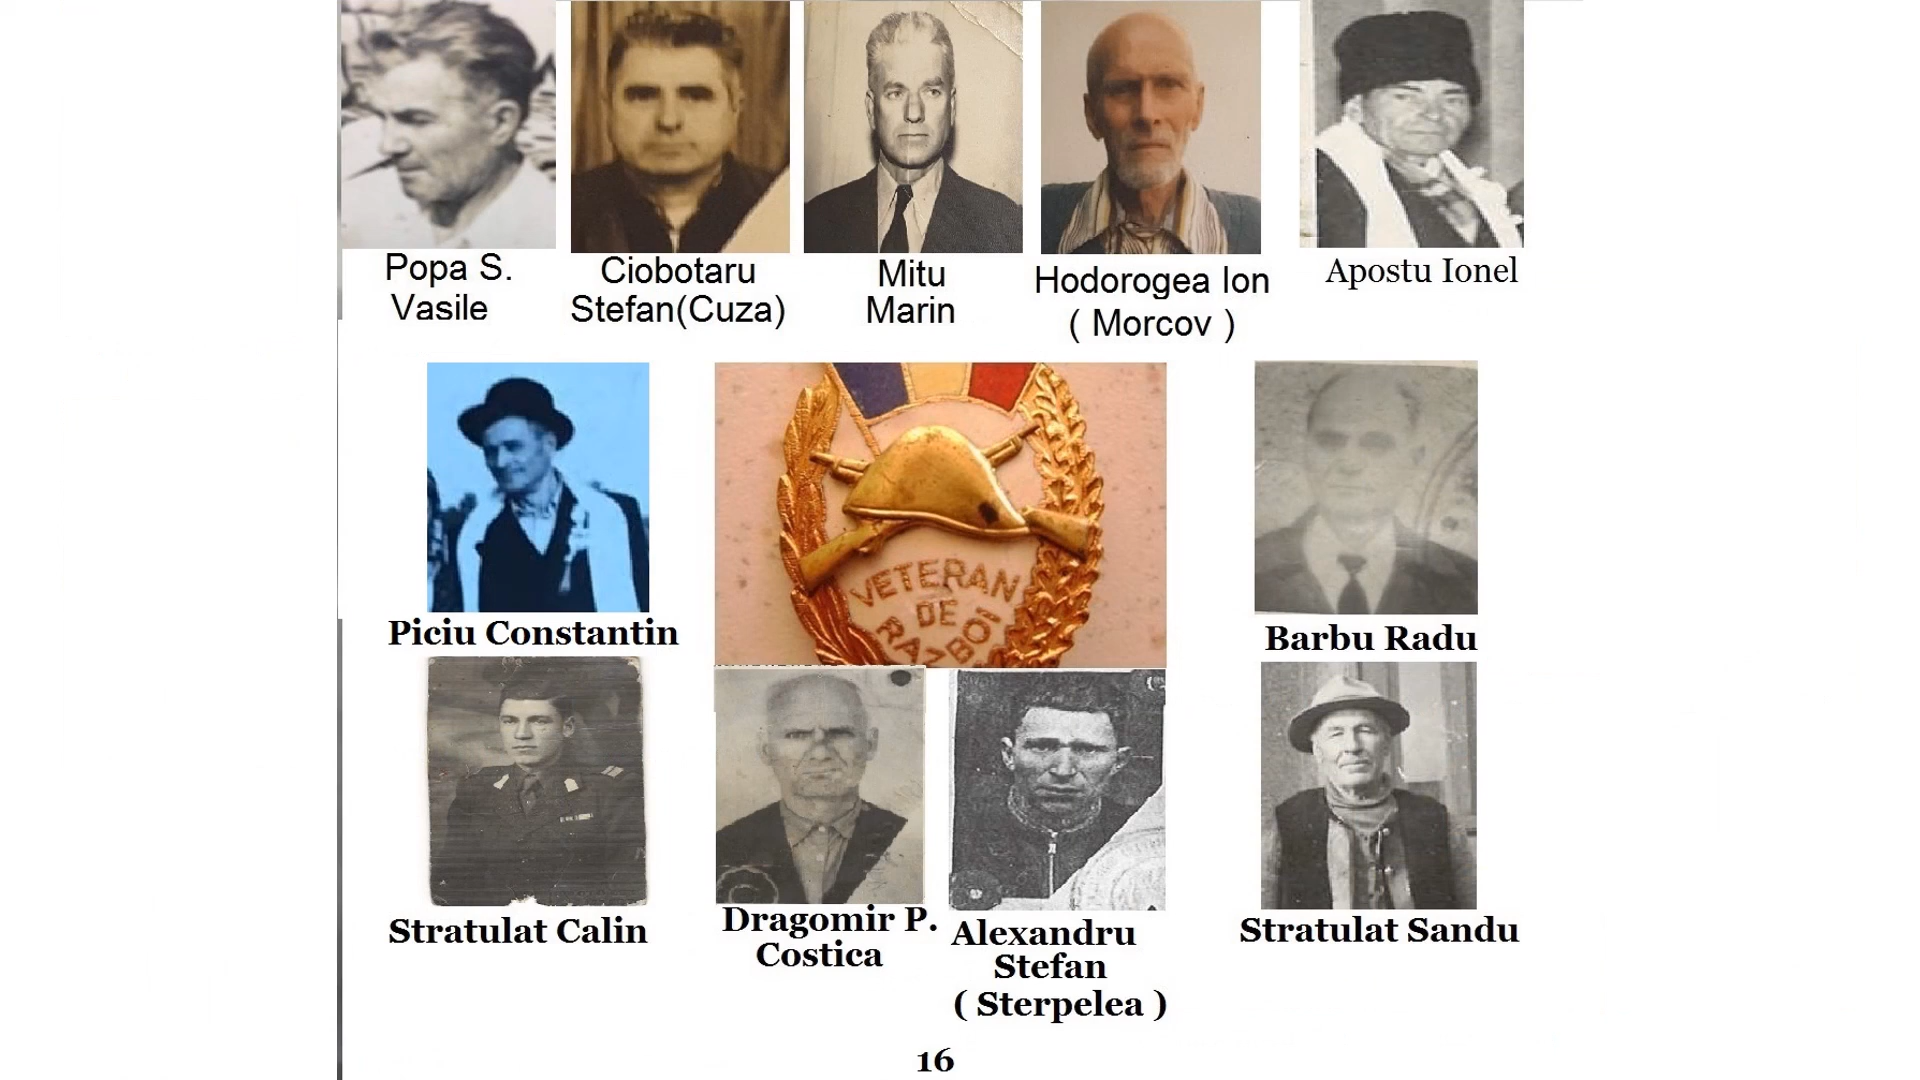 Popa S.
Vasile
Ciobotaru
Stefan(Cuza)
Mitu
Marin
Hodorogea Ion
( Morcov )
Apostu Ionel
VETERAN
DE
RAZBOI
Piciu Constantin
Barbu Radu
Stratulat Calin
Dragomir P.
Costica
Alexandru
Stefan
( Sterpelea )
Stratulat Sandu
16